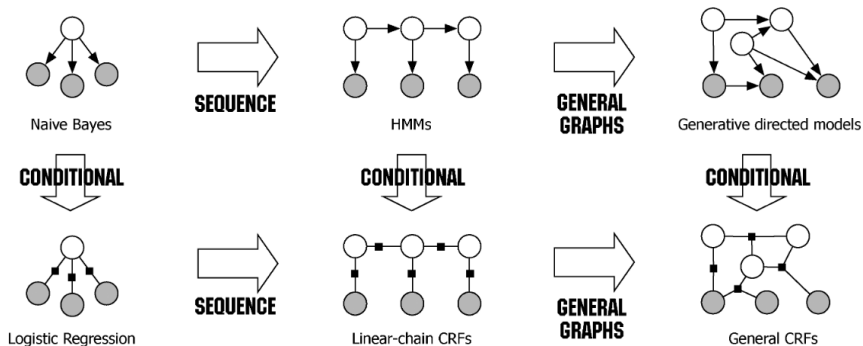 SEQUENCE
GENERAL
GRAPHS
Naive Bayes
HMMs
Generative directed models
CONDITIONAL
CONDITIONAL
CONDITIONAL
SEQUENCE
GENERAL
GRAPHS
Logistic Regression
Linear-chain CRFs
General CRFs